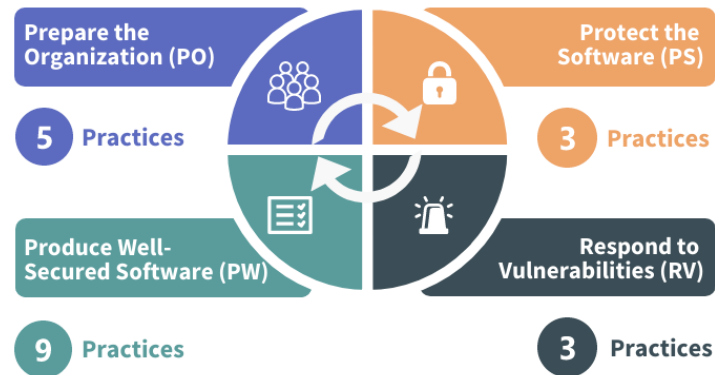 Prepare the
Organization (PO)
5 Practices
Protect the
Software (PS)
3 Practices
Produce Well-
Secured Software (PW)
9 Practices
Respond to
Vulnerabilities (RV)
3 Practices